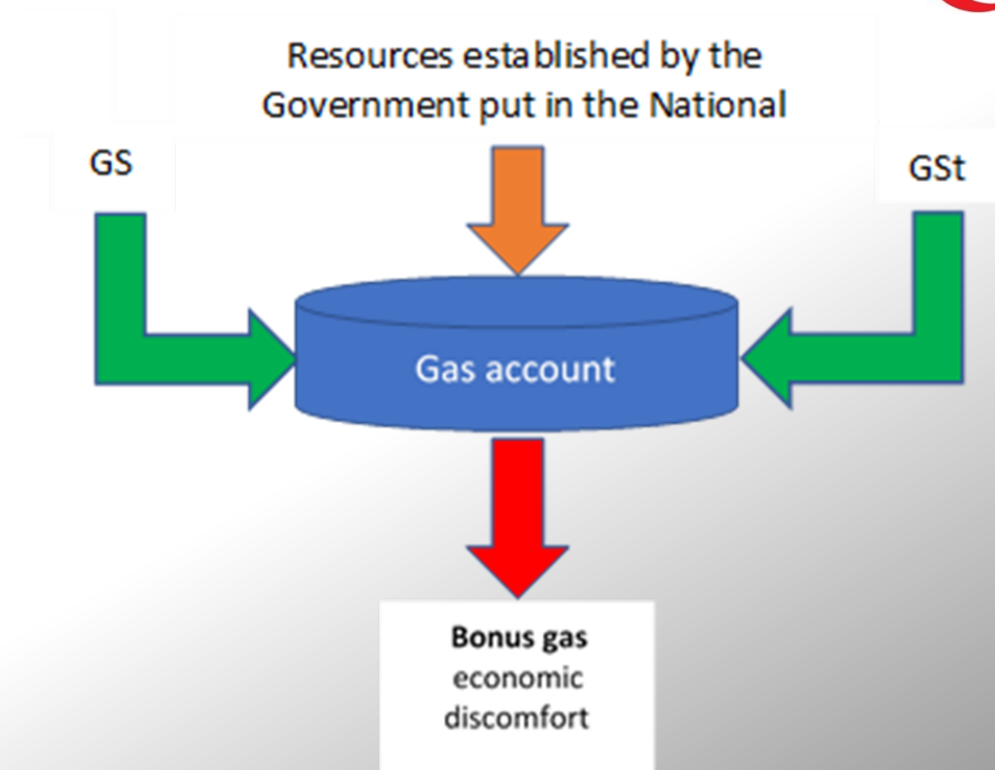 Resources established by the
Government put in the National
GS
GSt
Gas account
Bonus gas
economic
discomfort